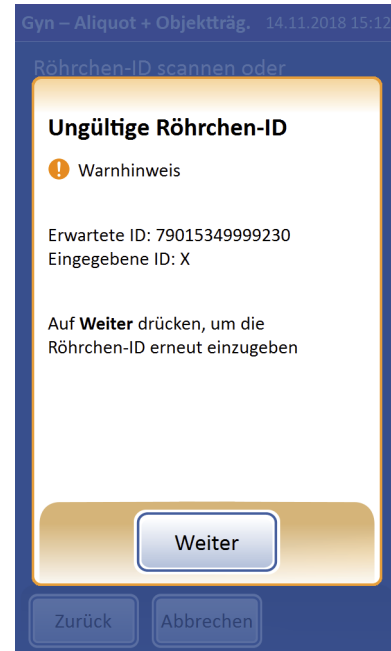 Gyn – Aliquot + Objektträg. 14.11.2018 15:12
Röhrchen-ID scannen oder
Ungültige Röhrchen-ID
Warnhinweis
Erwartete ID: 79015349999230
Eingegebene ID: X
Auf Weiter drücken, um die
Röhrchen-ID erneut einzugeben
Weiter
Zurück Abbrechen